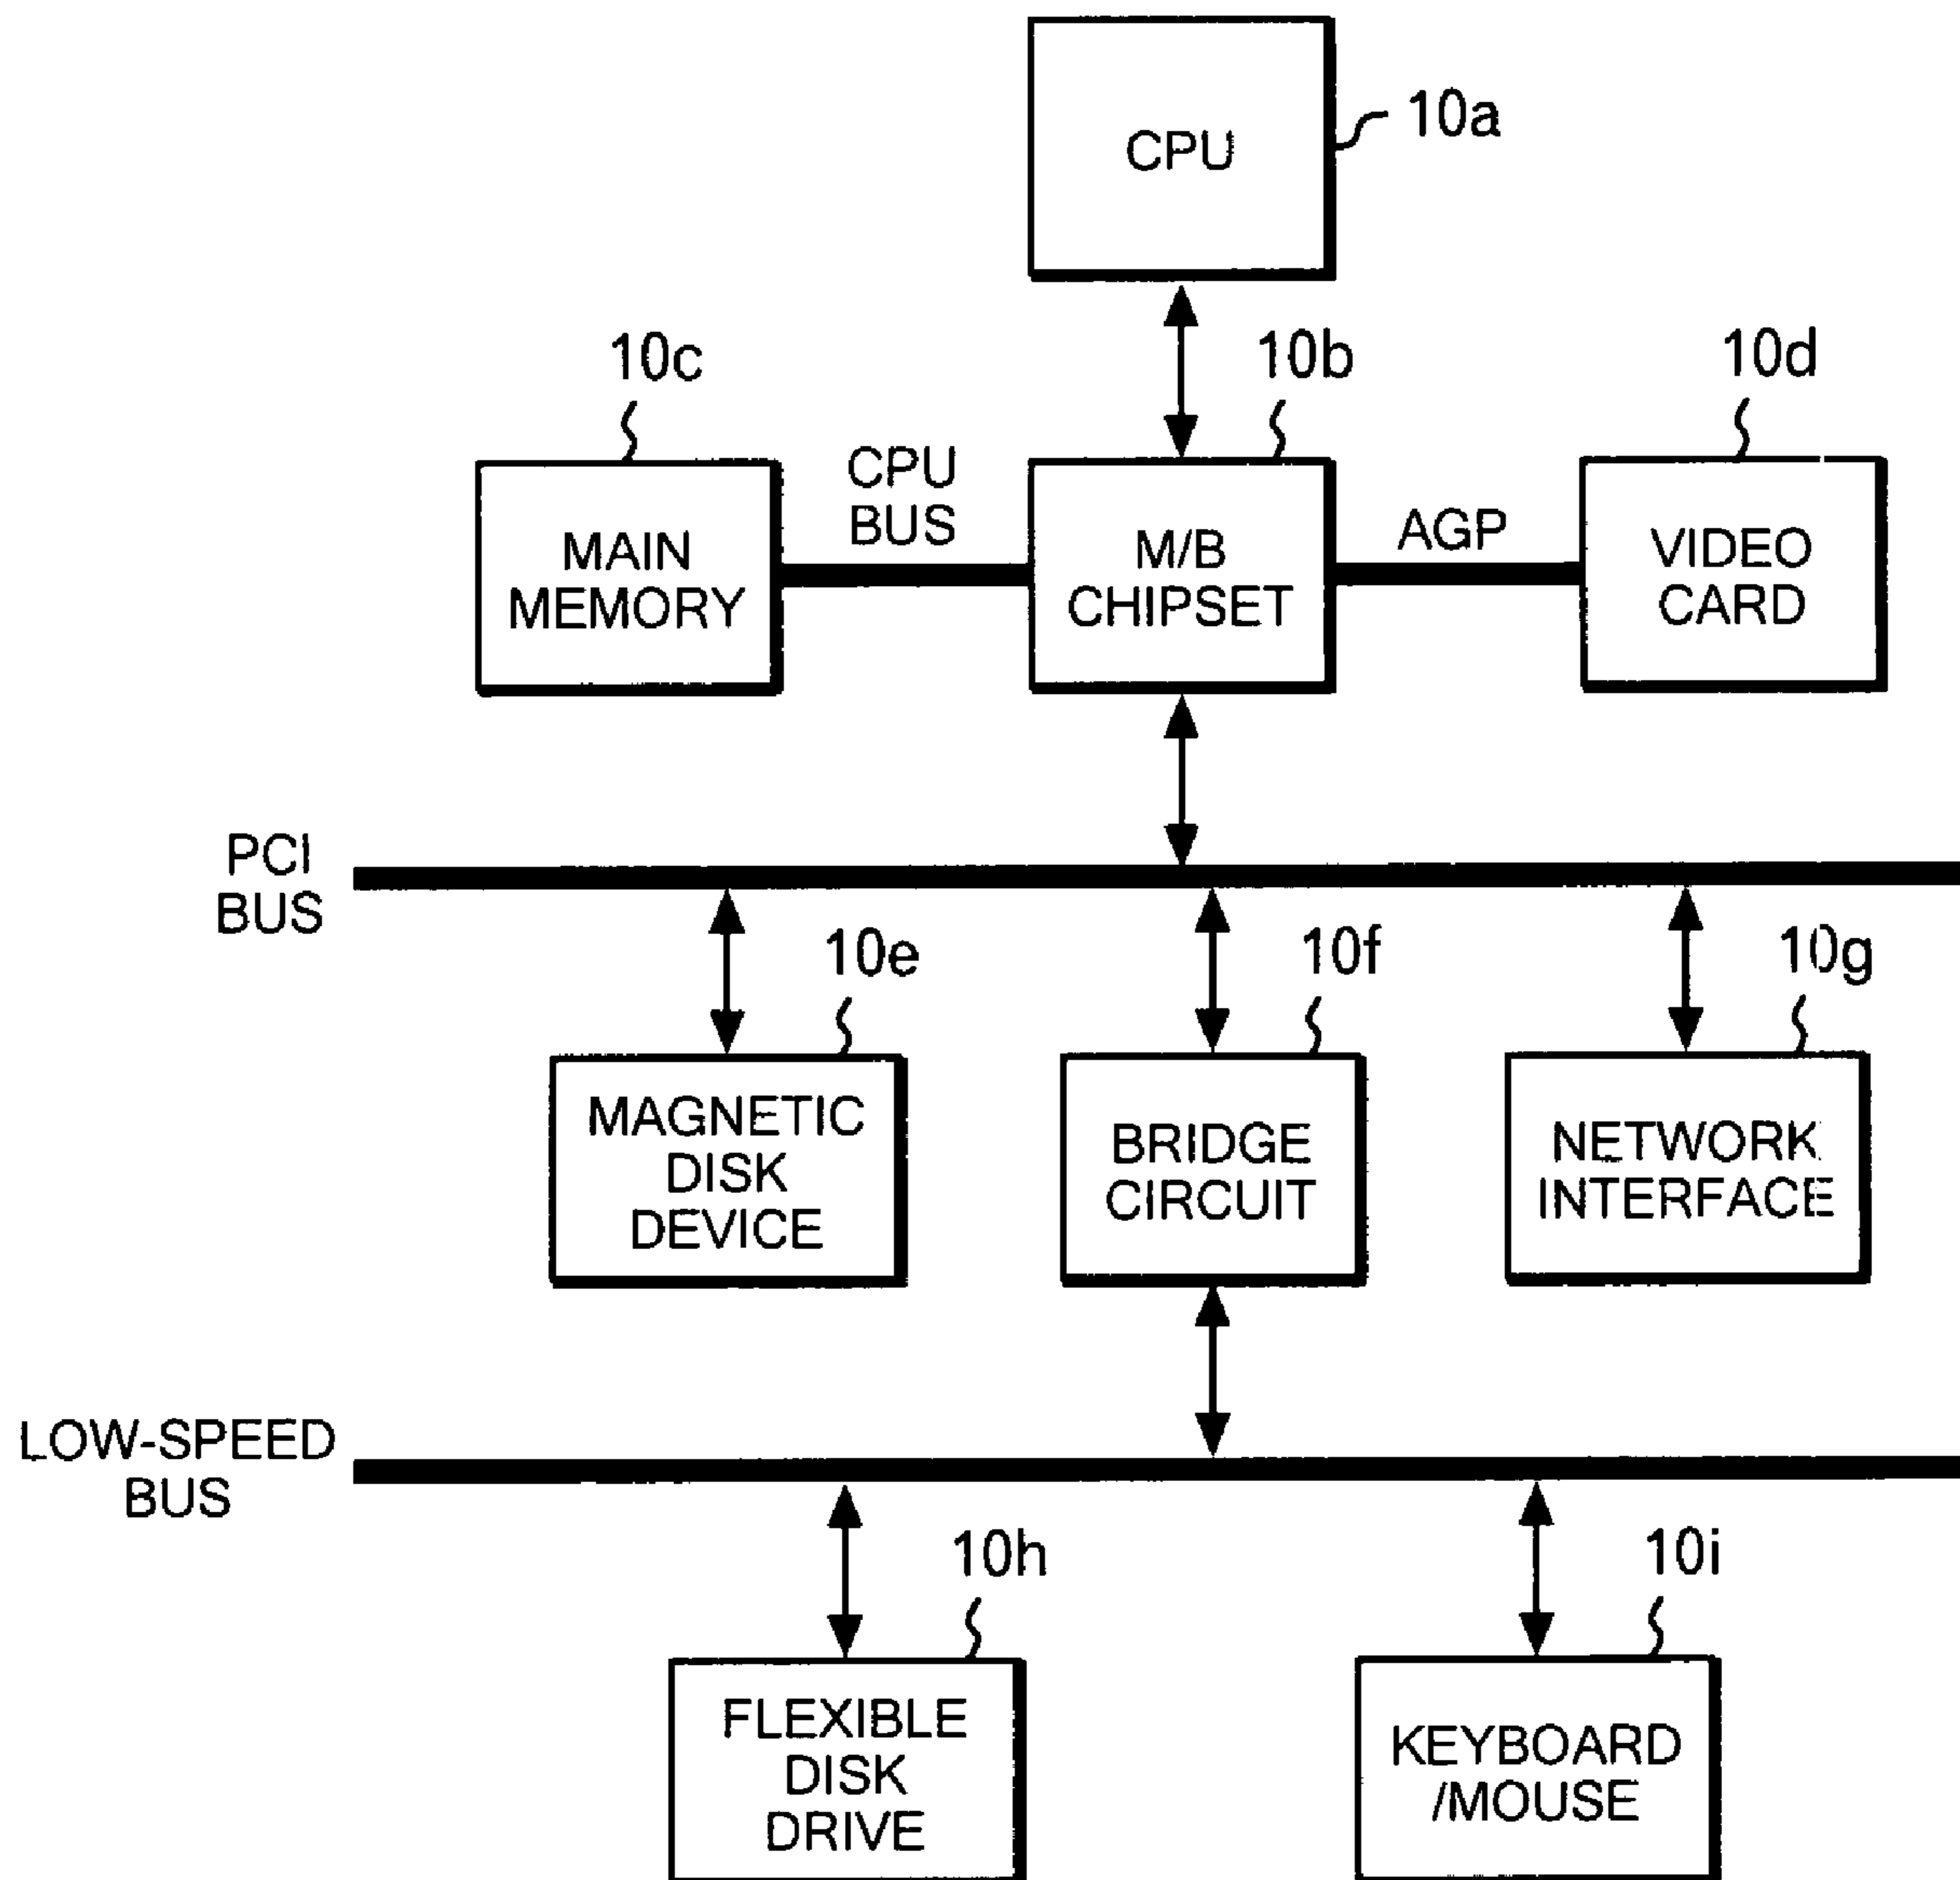 CPU
10a
10c
10b
10d
CPU
BUS
AGP
MAIN
MEMORY
M/B
CHIPSET
VIDEO
CARD
PCI
BUS
10e
10f
10g
MAGNETIC
DISK
DEVICE
BRIDGE
CIRCUIT
NETWORK
INTERFACE
LOW-SPEED
BUS
10h
10i
FLEXIBLE
DISK
DRIVE
KEYBOARD
/MOUSE